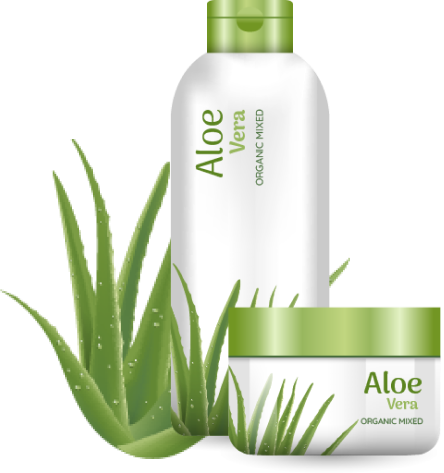 Aloe
Vera
ORGANIC MIXED
Aloe
Vera
ORGANIC MIXED